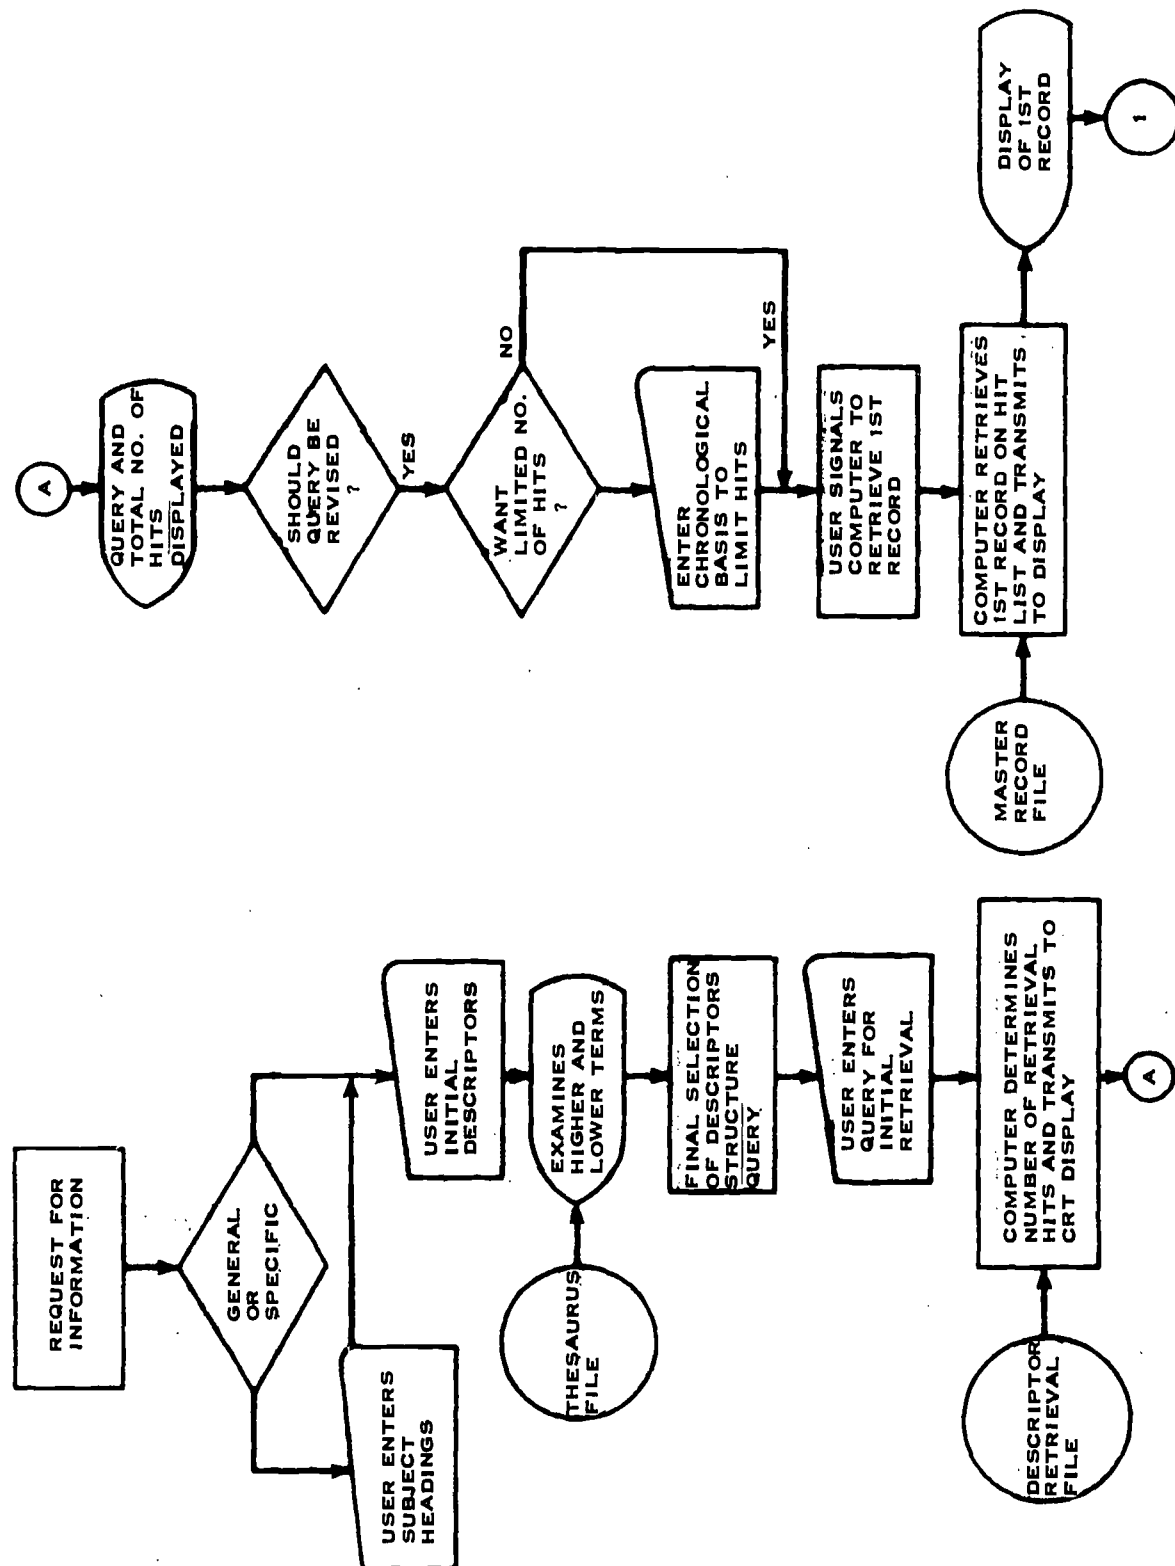 REQUEST FOR
INFORMATION
GENERAL
OR
SPECIFIC
USER ENTERS
SUBJECT
HEADINGS
USER ENTERS
INITIAL
DESCRIPTORS
THESAURUS
FILE
EXAMINES
HIGHER AND
LOWER TERMS
FINAL SELECTION
OF DESCRIPTORS
STRUCTURE
QUERY
USER ENTERS
QUERY FOR
INITIAL
RETRIEVAL
DESCRIPTOR
RETRIEVAL
FILE
COMPUTER DETERMINES
NUMBER OF RETRIEVAL
HITS AND TRANSMITS TO
CRT DISPLAY
A
A
QUERY AND
TOTAL NO. OF
HITS
DISPLAYED
SHOULD
QUERY BE
REVISED
?
YES
WANT
LIMITED NO.
OF HITS
?
NO
ENTER
CHRONOLOGICAL
BASIS TO
LIMIT HITS
YES
USER SIGNALS
COMPUTER TO
RETRIEVE 1ST
RECORD
MASTER
RECORD
FILE
COMPUTER RETRIEVES
1ST RECORD ON HIT
LIST AND TRANSMITS
TO DISPLAY
DISPLAY
OF 1ST
RECORD
1